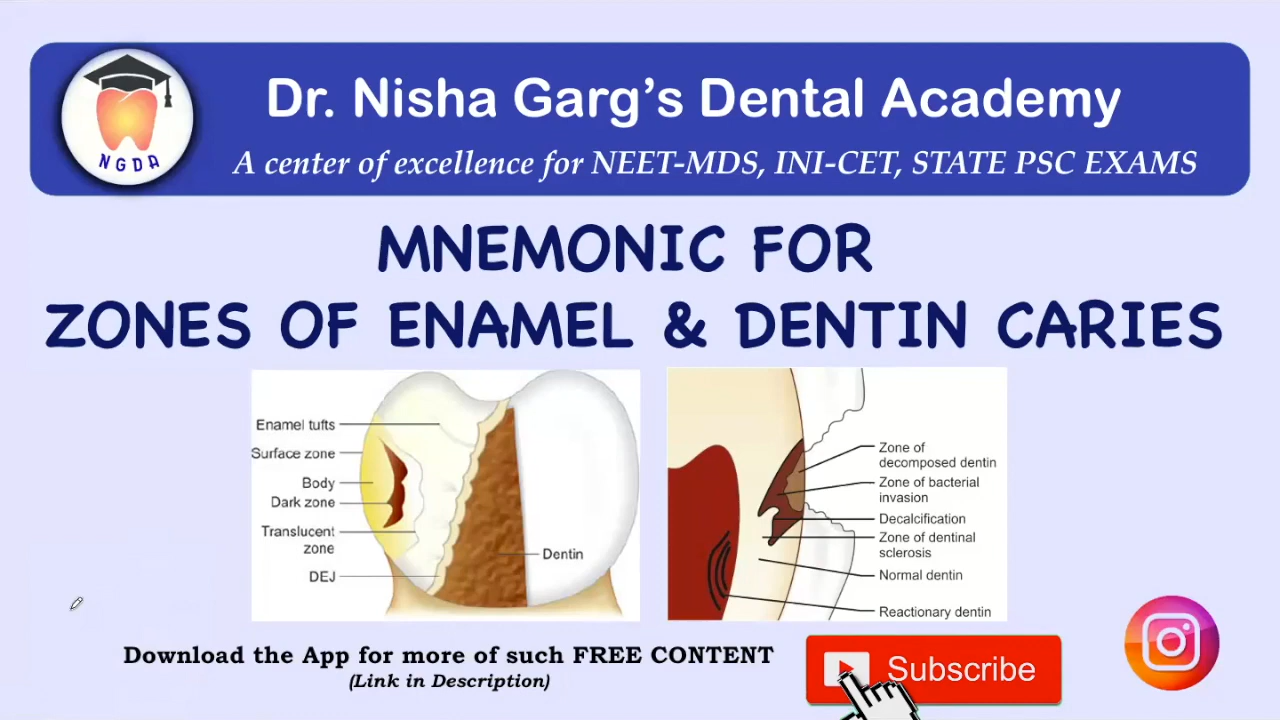 NGDA
Dr. Nisha Garg's Dental Academy
A center of excellence for NEET-MDS, INI-CET, STATE PSC EXAMS
MNEMONIC FOR
ZONES OF ENAMEL & DENTIN CARIES
Enamel tufts
Surface zone
Body
Dark zone
Translucent
zone
DEJ
Dentin
Zone of
decomposed dentin
Zone of bacterial
invasion
Decalcification
Zone of dentinal
sclerosis
Normal dentin
Reactionary dentin
Download the App for more of such FREE CONTENT
(Link in Description)
Subscribe